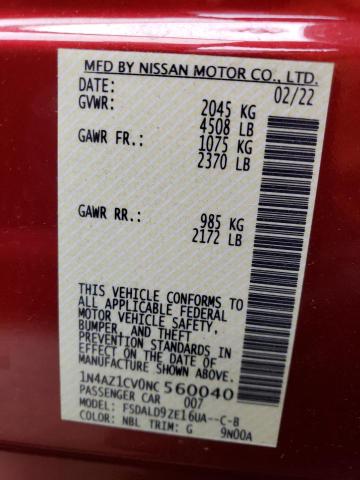 MFD BY NISSAN MOTOR CO., LTD.
DATE: 02/22
GVWR: 2045 KG
4508 LB
GAWR FR.: 1075 KG
2370 LB
GAWR RR.: 985 KG
2172 LB
THIS VEHICLE CONFORMS TO
ALL APPLICABLE FEDERAL
MOTOR VEHICLE SAFETY,
BUMPER, AND THEFT
PREVENTION STANDARDS IN
EFFECT ON THE DATE OF
MANUFACTURE SHOWN ABOVE.
1N4AZ1CV0NC 560040
PASSENGER CAR 007
MODEL: FSDALD9ZE16UA--C-B
COLOR: NBL TRIM: G 9N00A